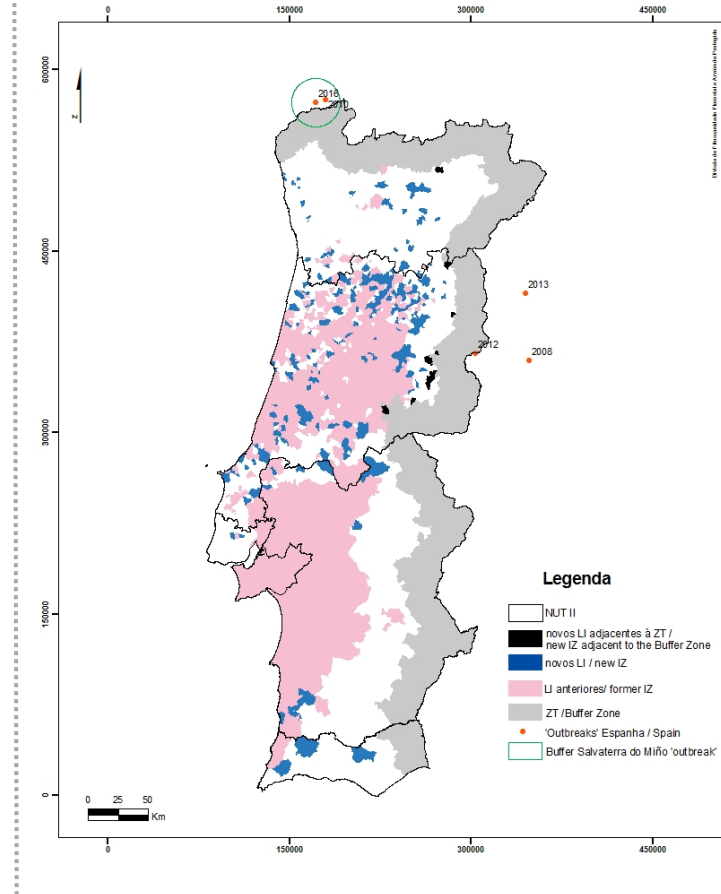 0
150000
300000
450000
600000
450000
300000
150000
0
N
2016
2013
2012
2008
Legenda
NUT II
novos LI adjacentes à ZT /
new IZ adjacent to the Buffer Zone
novos LI / new IZ
LI anteriores/ former IZ
ZT /Buffer Zone
'Outbreaks' Espanha / Spain
Buffer Salvaterra do Miño 'outbreak'
0 25 50
Km
0
150000
300000
450000